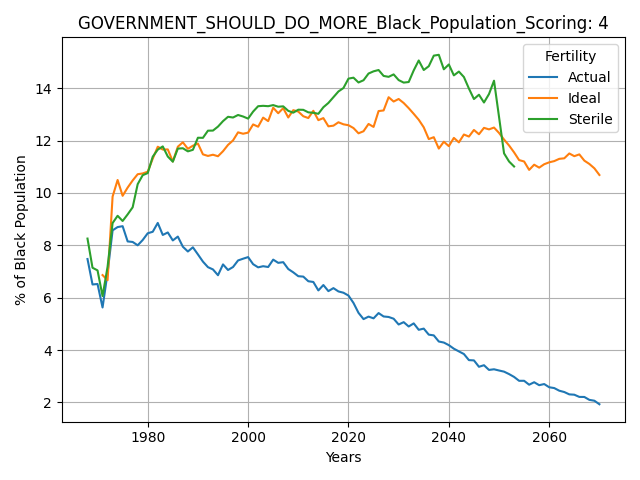 GOVERNMENT_SHOULD_DO_MORE_Black_Population_Scoring: 4
Fertility
Actual
Ideal
Sterile
% of Black Population
14
12
10
8
6
4
2
1980 2000 2020 2040 2060
Years